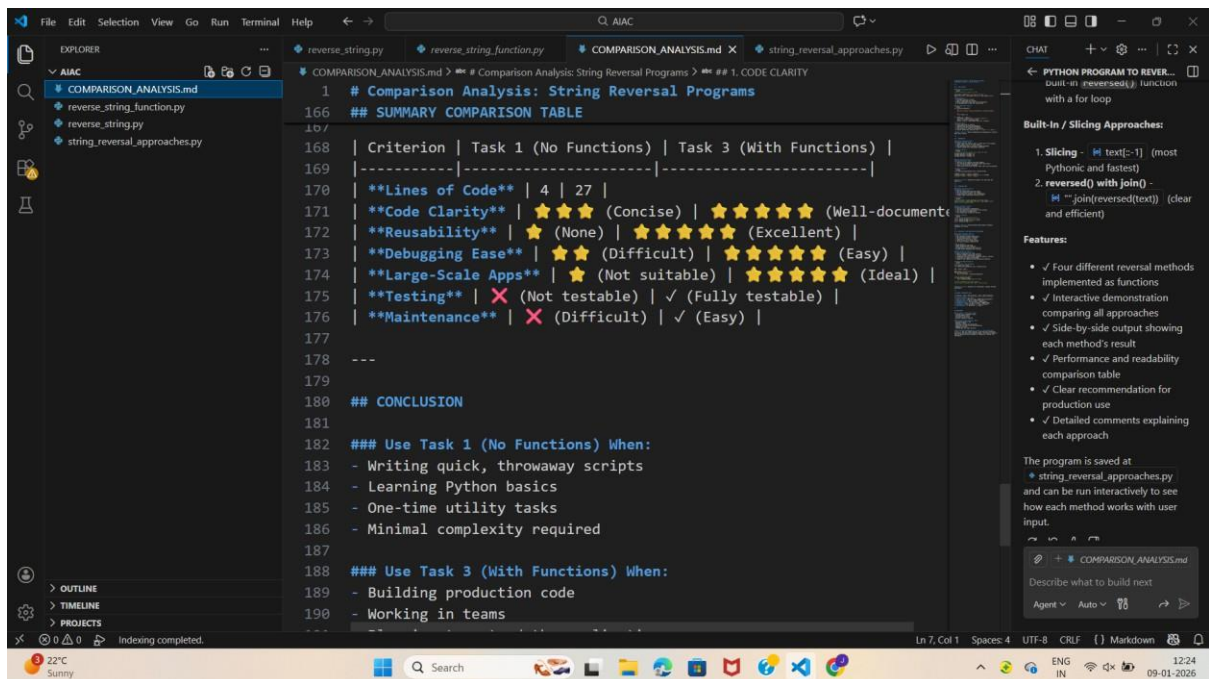 File Edit Selection View Go Run Terminal Help
AIAC
EXPLORER
AIAC
COMPARISON_ANALYSIS.md
reverse_string_function.py
reverse_string.py
string_reversal_approaches.py
OUTLINE
TIMELINE
PROJECTS
reverse_string.py reverse_string_function.py COMPARISON_ANALYSIS.md string_reversal_approaches.py
COMPARISON_ANALYSIS.md > # Comparison Analysis: String Reversal Programs > ## 1. CODE CLARITY
1 # Comparison Analysis: String Reversal Programs
166 ## SUMMARY COMPARISON TABLE
167
168 | Criterion | Task 1 (No Functions) | Task 3 (With Functions) |
169 |-----------|----------------------|-------------------------|
170 | **Lines of Code** | 4 | 27 |
171 | **Code Clarity** | ⭐⭐⭐ (Concise) | ⭐⭐⭐⭐⭐ (Well-documente
172 | **Reusability** | ⭐ (None) | ⭐⭐⭐⭐⭐ (Excellent) |
173 | **Debugging Ease** | ⭐⭐ (Difficult) | ⭐⭐⭐⭐⭐ (Easy) |
174 | **Large-Scale Apps** | ⭐ (Not suitable) | ⭐⭐⭐⭐⭐ (Ideal) |
175 | **Testing** | ❌ (Not testable) | ✓ (Fully testable) |
176 | **Maintenance** | ❌ (Difficult) | ✓ (Easy) |
177
178 ---
179
180 ## CONCLUSION
181
182 ### Use Task 1 (No Functions) When:
183 - Writing quick, throwaway scripts
184 - Learning Python basics
185 - One-time utility tasks
186 - Minimal complexity required
187
188 ### Use Task 3 (With Functions) When:
189 - Building production code
190 - Working in teams
CHAT
PYTHON PROGRAM TO REVER...
built-in reversed() function
with a for loop
Built-In / Slicing Approaches:
1. Slicing - text[::-1] (most
Pythonic and fastest)
2. reversed() with join() -
"".join(reversed(text)) (clear
and efficient)
Features:
• ✓ Four different reversal methods
implemented as functions
• ✓ Interactive demonstration
comparing all approaches
• ✓ Side-by-side output showing
each method's result
• ✓ Performance and readability
comparison table
• ✓ Clear recommendation for
production use
• ✓ Detailed comments explaining
each approach
The program is saved at
string_reversal_approaches.py
and can be run interactively to see
how each method works with user
input.
COMPARISON_ANALYSIS.md
Describe what to build next
Agent Auto
0 0 0 Indexing completed.
Ln 7, Col 1 Spaces: 4 UTF-8 CRLF {} Markdown
3
22°C
Sunny
Search
ENG
IN
12:24
09-01-2026